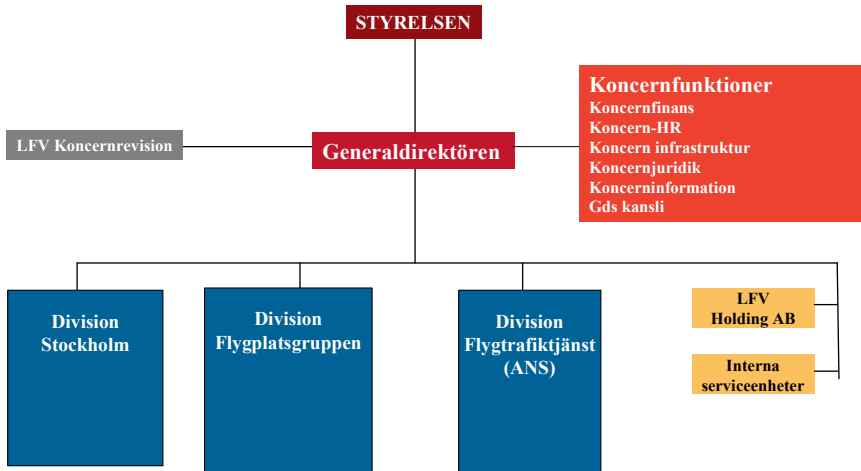 STYRELSEN
Koncernfunktioner
Koncernfinans
Koncern-HR
Koncern infrastruktur
Koncernjuridik
Koncerninformation
Gds kansli
LFV Koncernrevision
Generaldirektören
Division
Stockholm
Division
Flygplatsgruppen
Division
Flygtrafiktjänst
(ANS)
LFV
Holding AB
Interna
serviceenheter